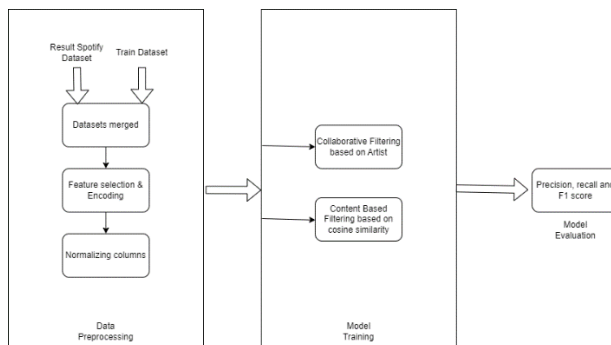 Result Spotify
Dataset
Train Dataset
Datasets merged
Feature selection &
Encoding
Normalizing columns
Data
Preprocessing
Collaborative Filtering
based on Artist
Content Based
Filtering based on
cosine similarity
Model
Training
Precision, recall and
F1 score
Model
Evaluation